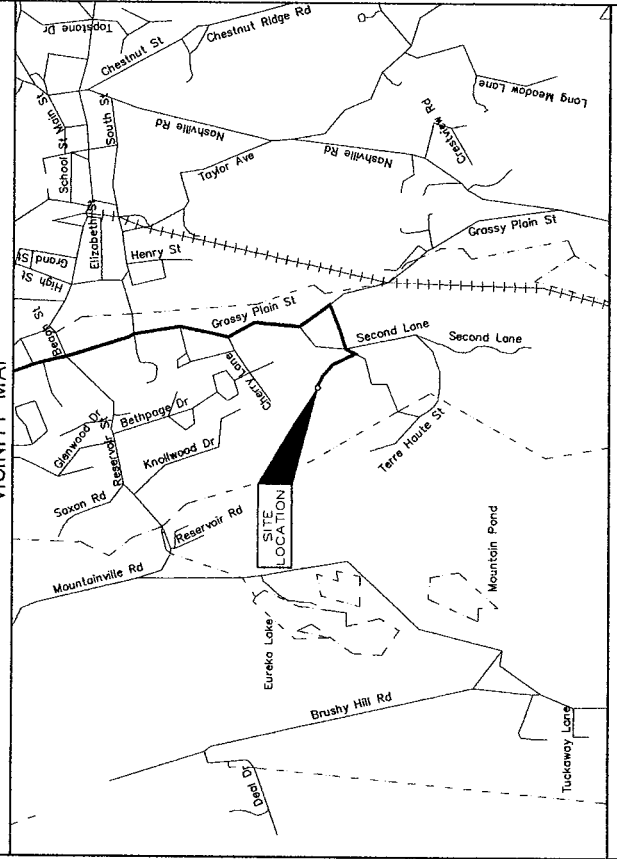 VICINITY MAP
Topstone Dr
Chestnut St
Chestnut Ridge Rd
Long Meadow Lane
Main St
School St
South St
Nashville Rd
Taylor Ave
Nashville Rd
Crestview Rd
Elizabeth St
Grand St
High St
Henry St
Grassy Plain St
Beach St
Grassy Plain St
Second Lane
Second Lane
Cherry Lane
Glenwood Dr
Bethpage Dr
Reservoir St
Knollwood Dr
Terre Haute St
Saxon Rd
Reservoir Rd
SITE
LOCATION
Mountainville Rd
Mountain Pond
Eureka Lake
Brushy Hill Rd
Deal Dr
Tuckaway Lane